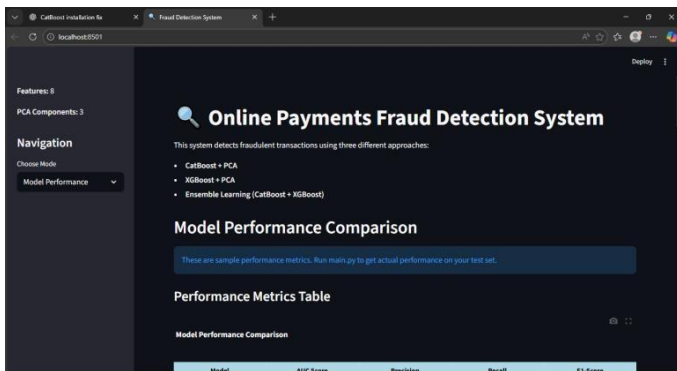 CatBoost installation fix
Fraud Detection System
localhost:8501
Deploy
Features: 8
PCA Components: 3
Navigation
Choose Mode
Model Performance
Online Payments Fraud Detection System
This system detects fraudulent transactions using three different approaches:
CatBoost + PCA
XGBoost + PCA
Ensemble Learning (CatBoost + XGBoost)
Model Performance Comparison
These are sample performance metrics. Run main.py to get actual performance on your test set.
Performance Metrics Table
Model Performance Comparison
Model AUC Score Precision Recall F1-Score